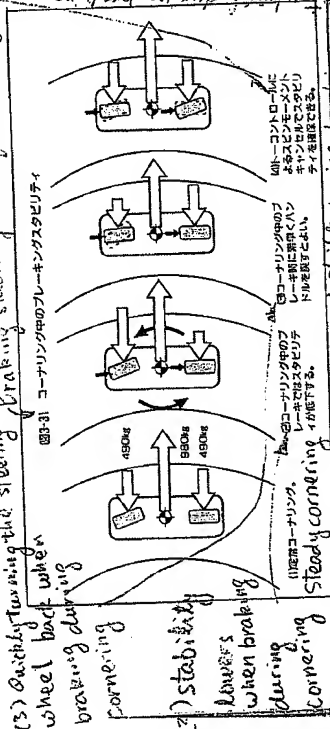 (3) Quickly turning the steering
wheel back when
braking during
cornering
(2) stability
lowers
when braking
during
cornering
braking
[図3-3] コーナリング中のブレーキングスタビリティ
490kg
980kg
490kg
(1)定常コーナリング。
Steady cornering
(2)コーナリング中のブ
レーキではスタビリテ
ィが低下する。
(3)コーナリング中のブ
レーキ時に素早くハン
ドルを戻すとよい。
(4)トーコントロールに
よるスピンモーメント
キャンセルでスタビリ
ティを確保できる。